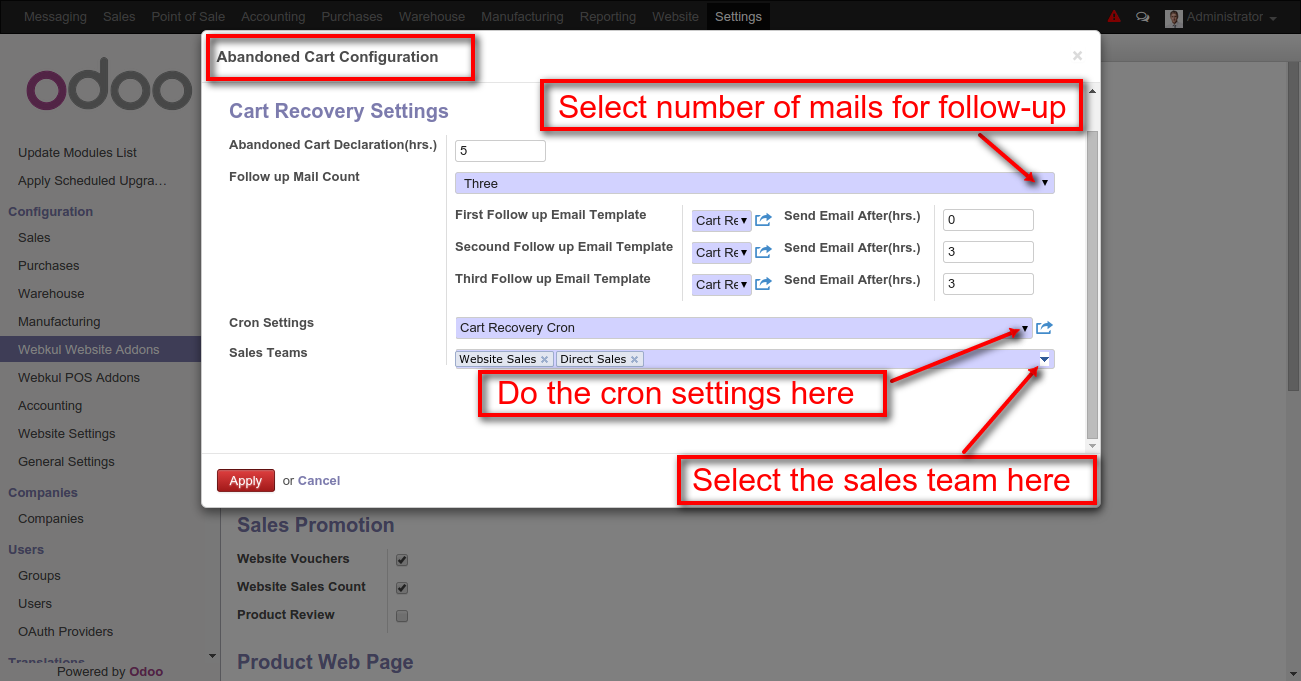 Messaging Sales Point of Sale Accounting Purchases Warehouse Manufacturing Reporting Website Settings Administrator
odoo
Update Modules List
Apply Scheduled Upgra…
Configuration
Sales
Purchases
Warehouse
Manufacturing
Webkul Website Addons
Webkul POS Addons
Accounting
Website Settings
General Settings
Companies
Companies
Users
Groups
Users
OAuth Providers
Translations
Powered by Odoo
Abandoned Cart Configuration ×
Select number of mails for follow-up
Cart Recovery Settings
Abandoned Cart Declaration(hrs.) 5
Follow up Mail Count Three
First Follow up Email Template Cart Re Send Email After(hrs.) 0
Secound Follow up Email Template Cart Re Send Email After(hrs.) 3
Third Follow up Email Template Cart Re Send Email After(hrs.) 3
Cron Settings Cart Recovery Cron
Sales Teams Website Sales × Direct Sales ×
Do the cron settings here
Select the sales team here
Apply or Cancel
Sales Promotion
Website Vouchers
Website Sales Count
Product Review
Product Web Page